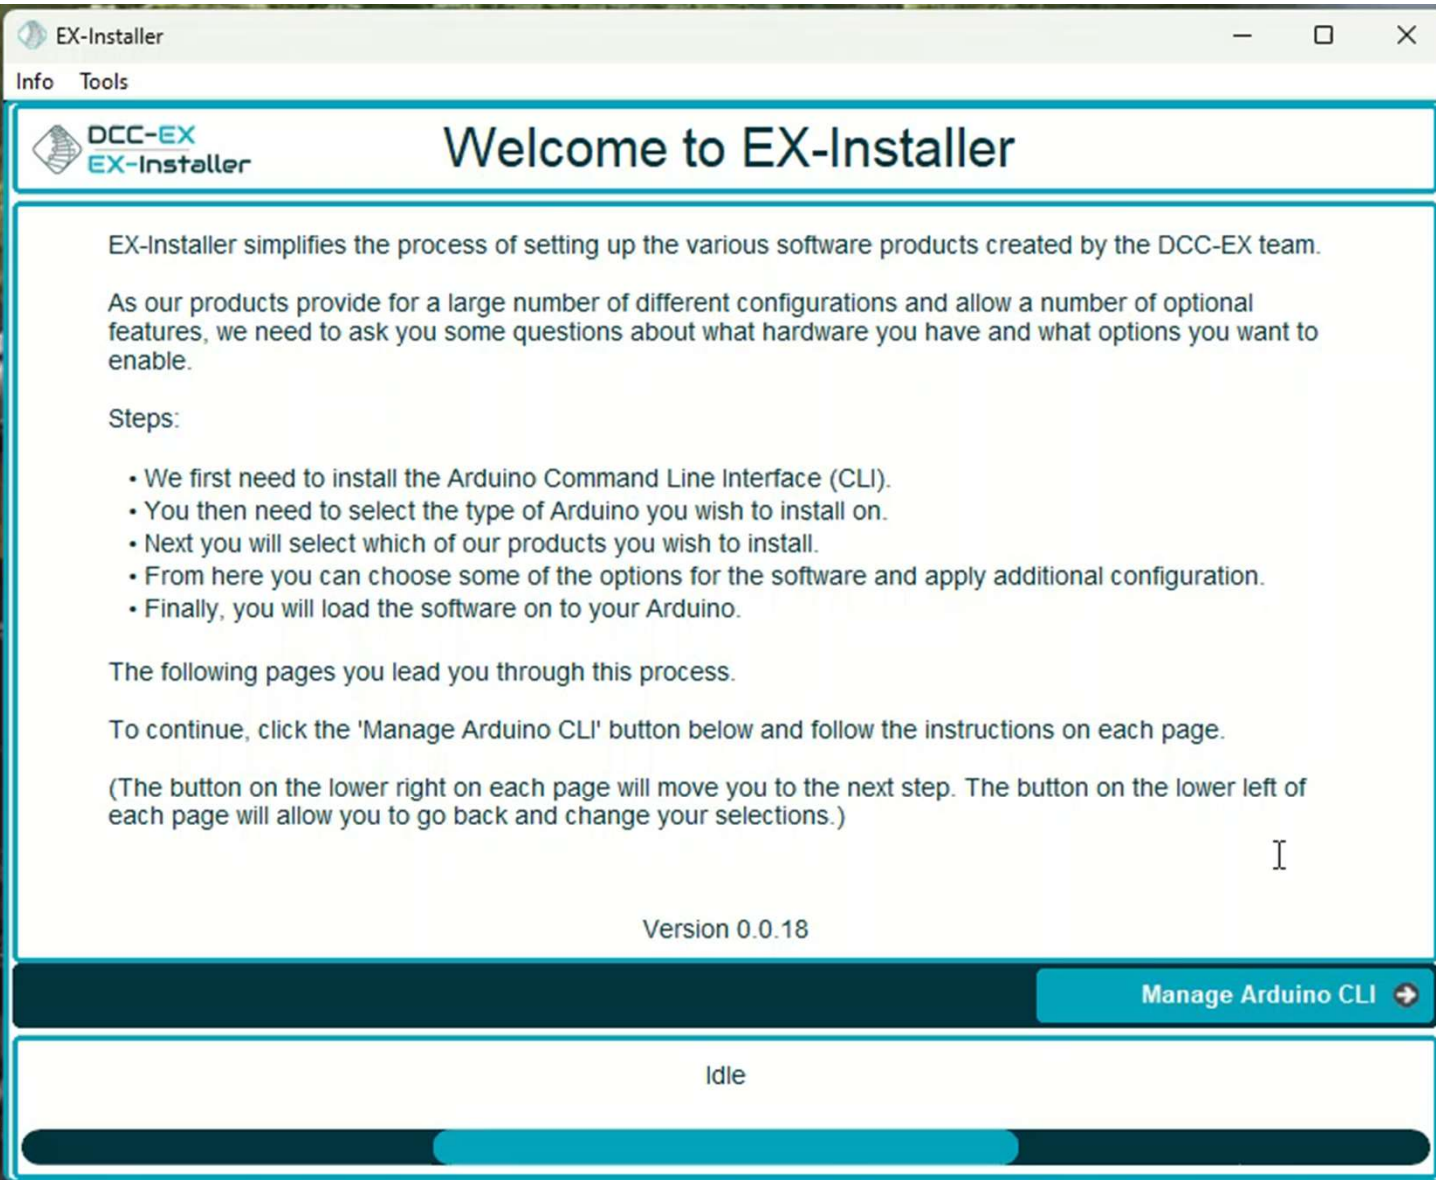 EX-Installer
Info Tools
DCC-EX
EX-Installer
Welcome to EX-Installer
EX-Installer simplifies the process of setting up the various software products created by the DCC-EX team.
As our products provide for a large number of different configurations and allow a number of optional
features, we need to ask you some questions about what hardware you have and what options you want to
enable.
Steps:
• We first need to install the Arduino Command Line Interface (CLI).
• You then need to select the type of Arduino you wish to install on.
• Next you will select which of our products you wish to install.
• From here you can choose some of the options for the software and apply additional configuration.
• Finally, you will load the software on to your Arduino.
The following pages you lead you through this process.
To continue, click the 'Manage Arduino CLI' button below and follow the instructions on each page.
(The button on the lower right on each page will move you to the next step. The button on the lower left of
each page will allow you to go back and change your selections.)
Version 0.0.18
Manage Arduino CLI
Idle